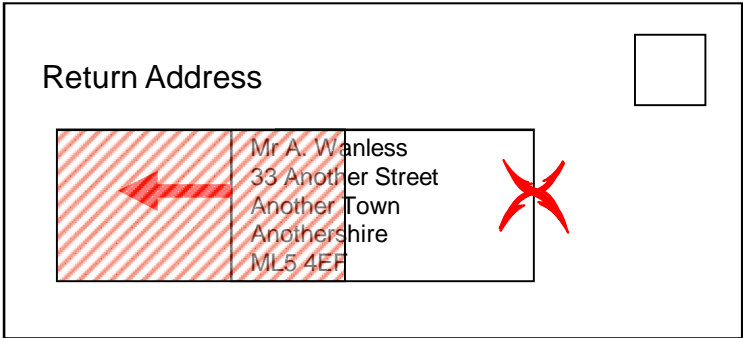 Return Address
Mr A. Wanless
33 Another Street
Another Town
Anothershire
ML5 4EF